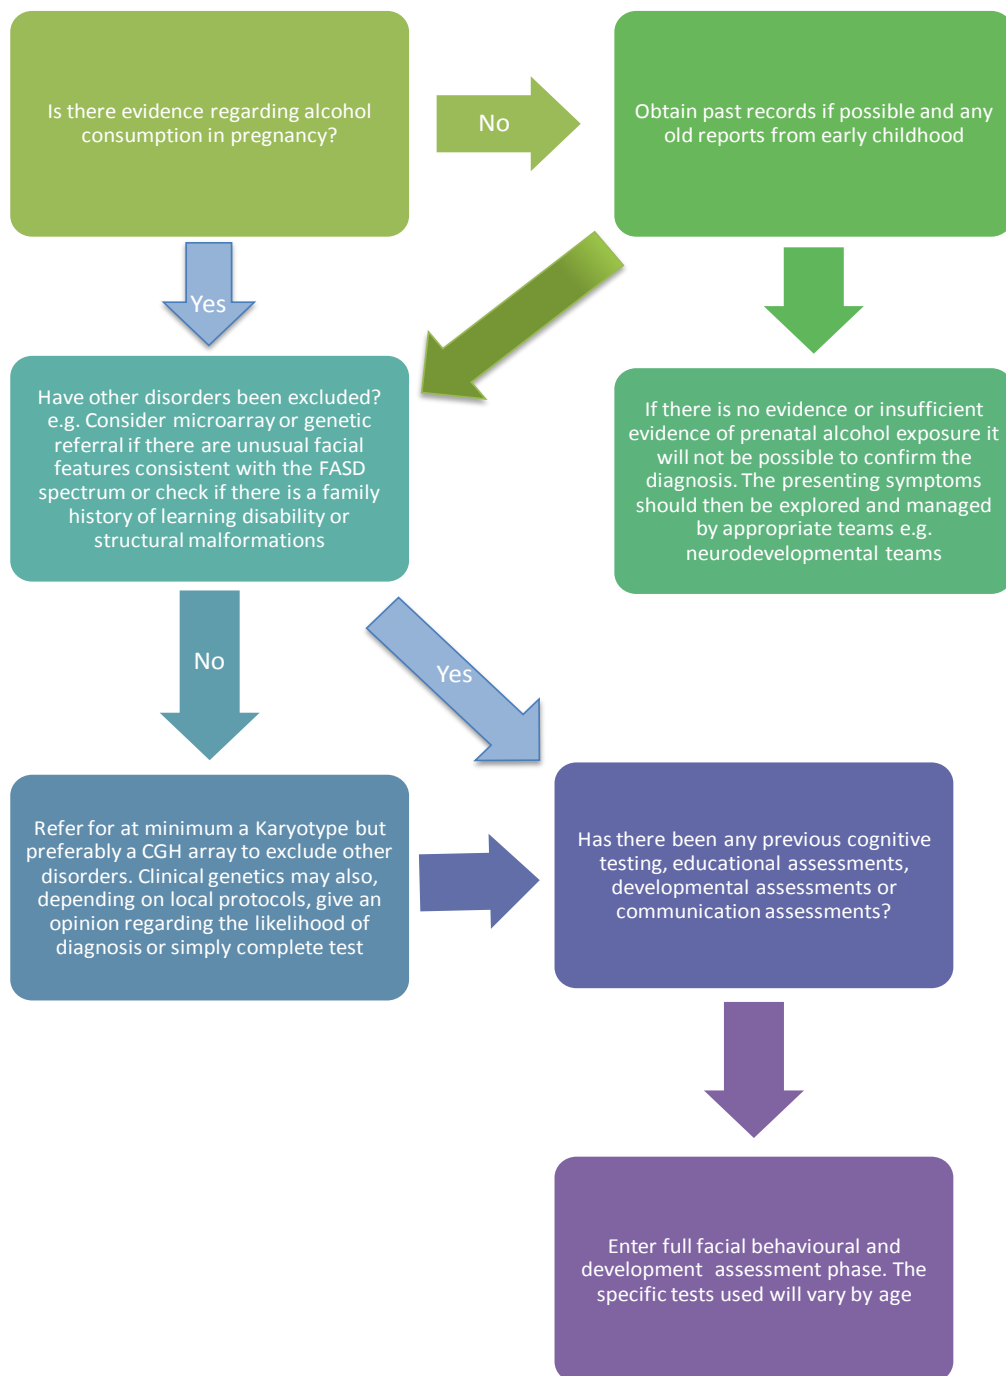 Is there evidence regarding alcohol
consumption in pregnancy?
No
Obtain past records if possible and any
old reports from early childhood
Yes
Have other disorders been excluded?
e.g. Consider microarray or genetic
referral if there are unusual facial
features consistent with the FASD
spectrum or check if there is a family
history of learning disability or
structural malformations
If there is no evidence or insufficient
evidence of prenatal alcohol exposure it
will not be possible to confirm the
diagnosis. The presenting symptoms
should then be explored and managed
by appropriate teams e.g.
neurodevelopmental teams
No
Yes
Refer for at minimum a Karyotype but
preferably a CGH array to exclude other
disorders. Clinical genetics may also,
depending on local protocols, give an
opinion regarding the likelihood of
diagnosis or simply complete test
Has there been any previous cognitive
testing, educational assessments,
developmental assessments or
communication assessments?
Enter full facial behavioural and
development assessment phase. The
specific tests used will vary by age